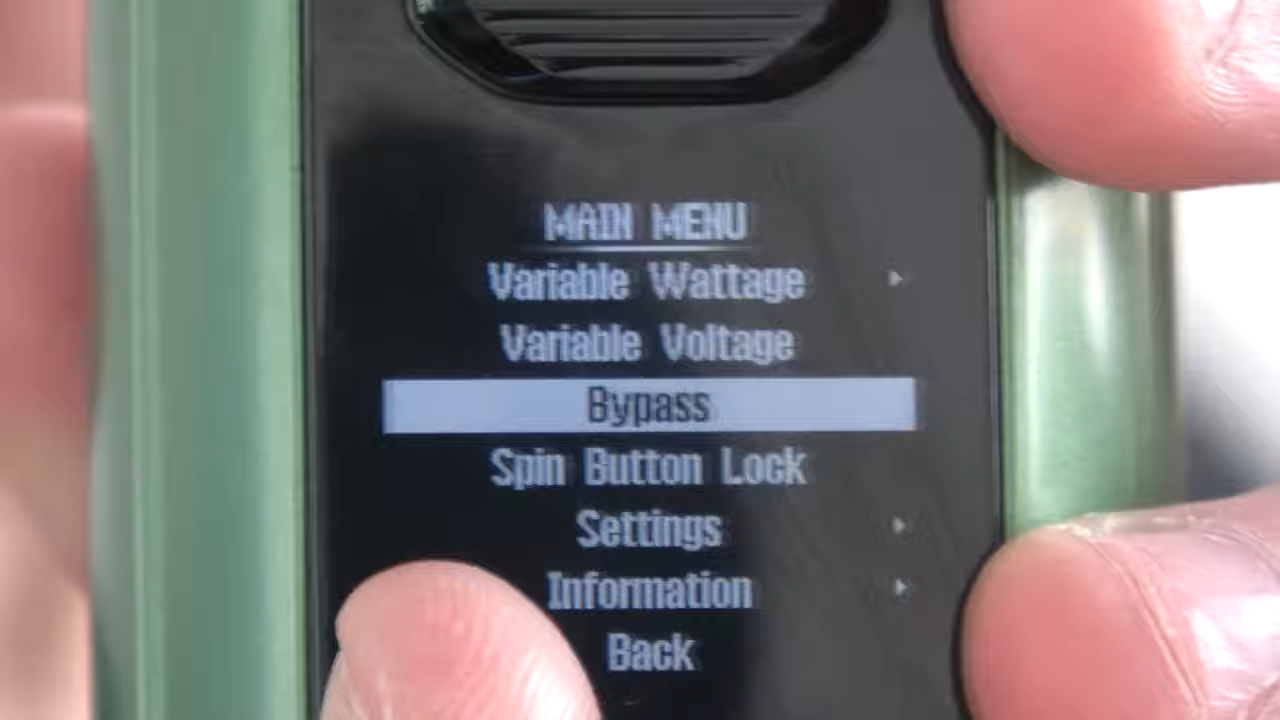 MAIN MENU
Variable Wattage
Variable Voltage
Bypass
Spin Button Lock
Settings
Information
Back